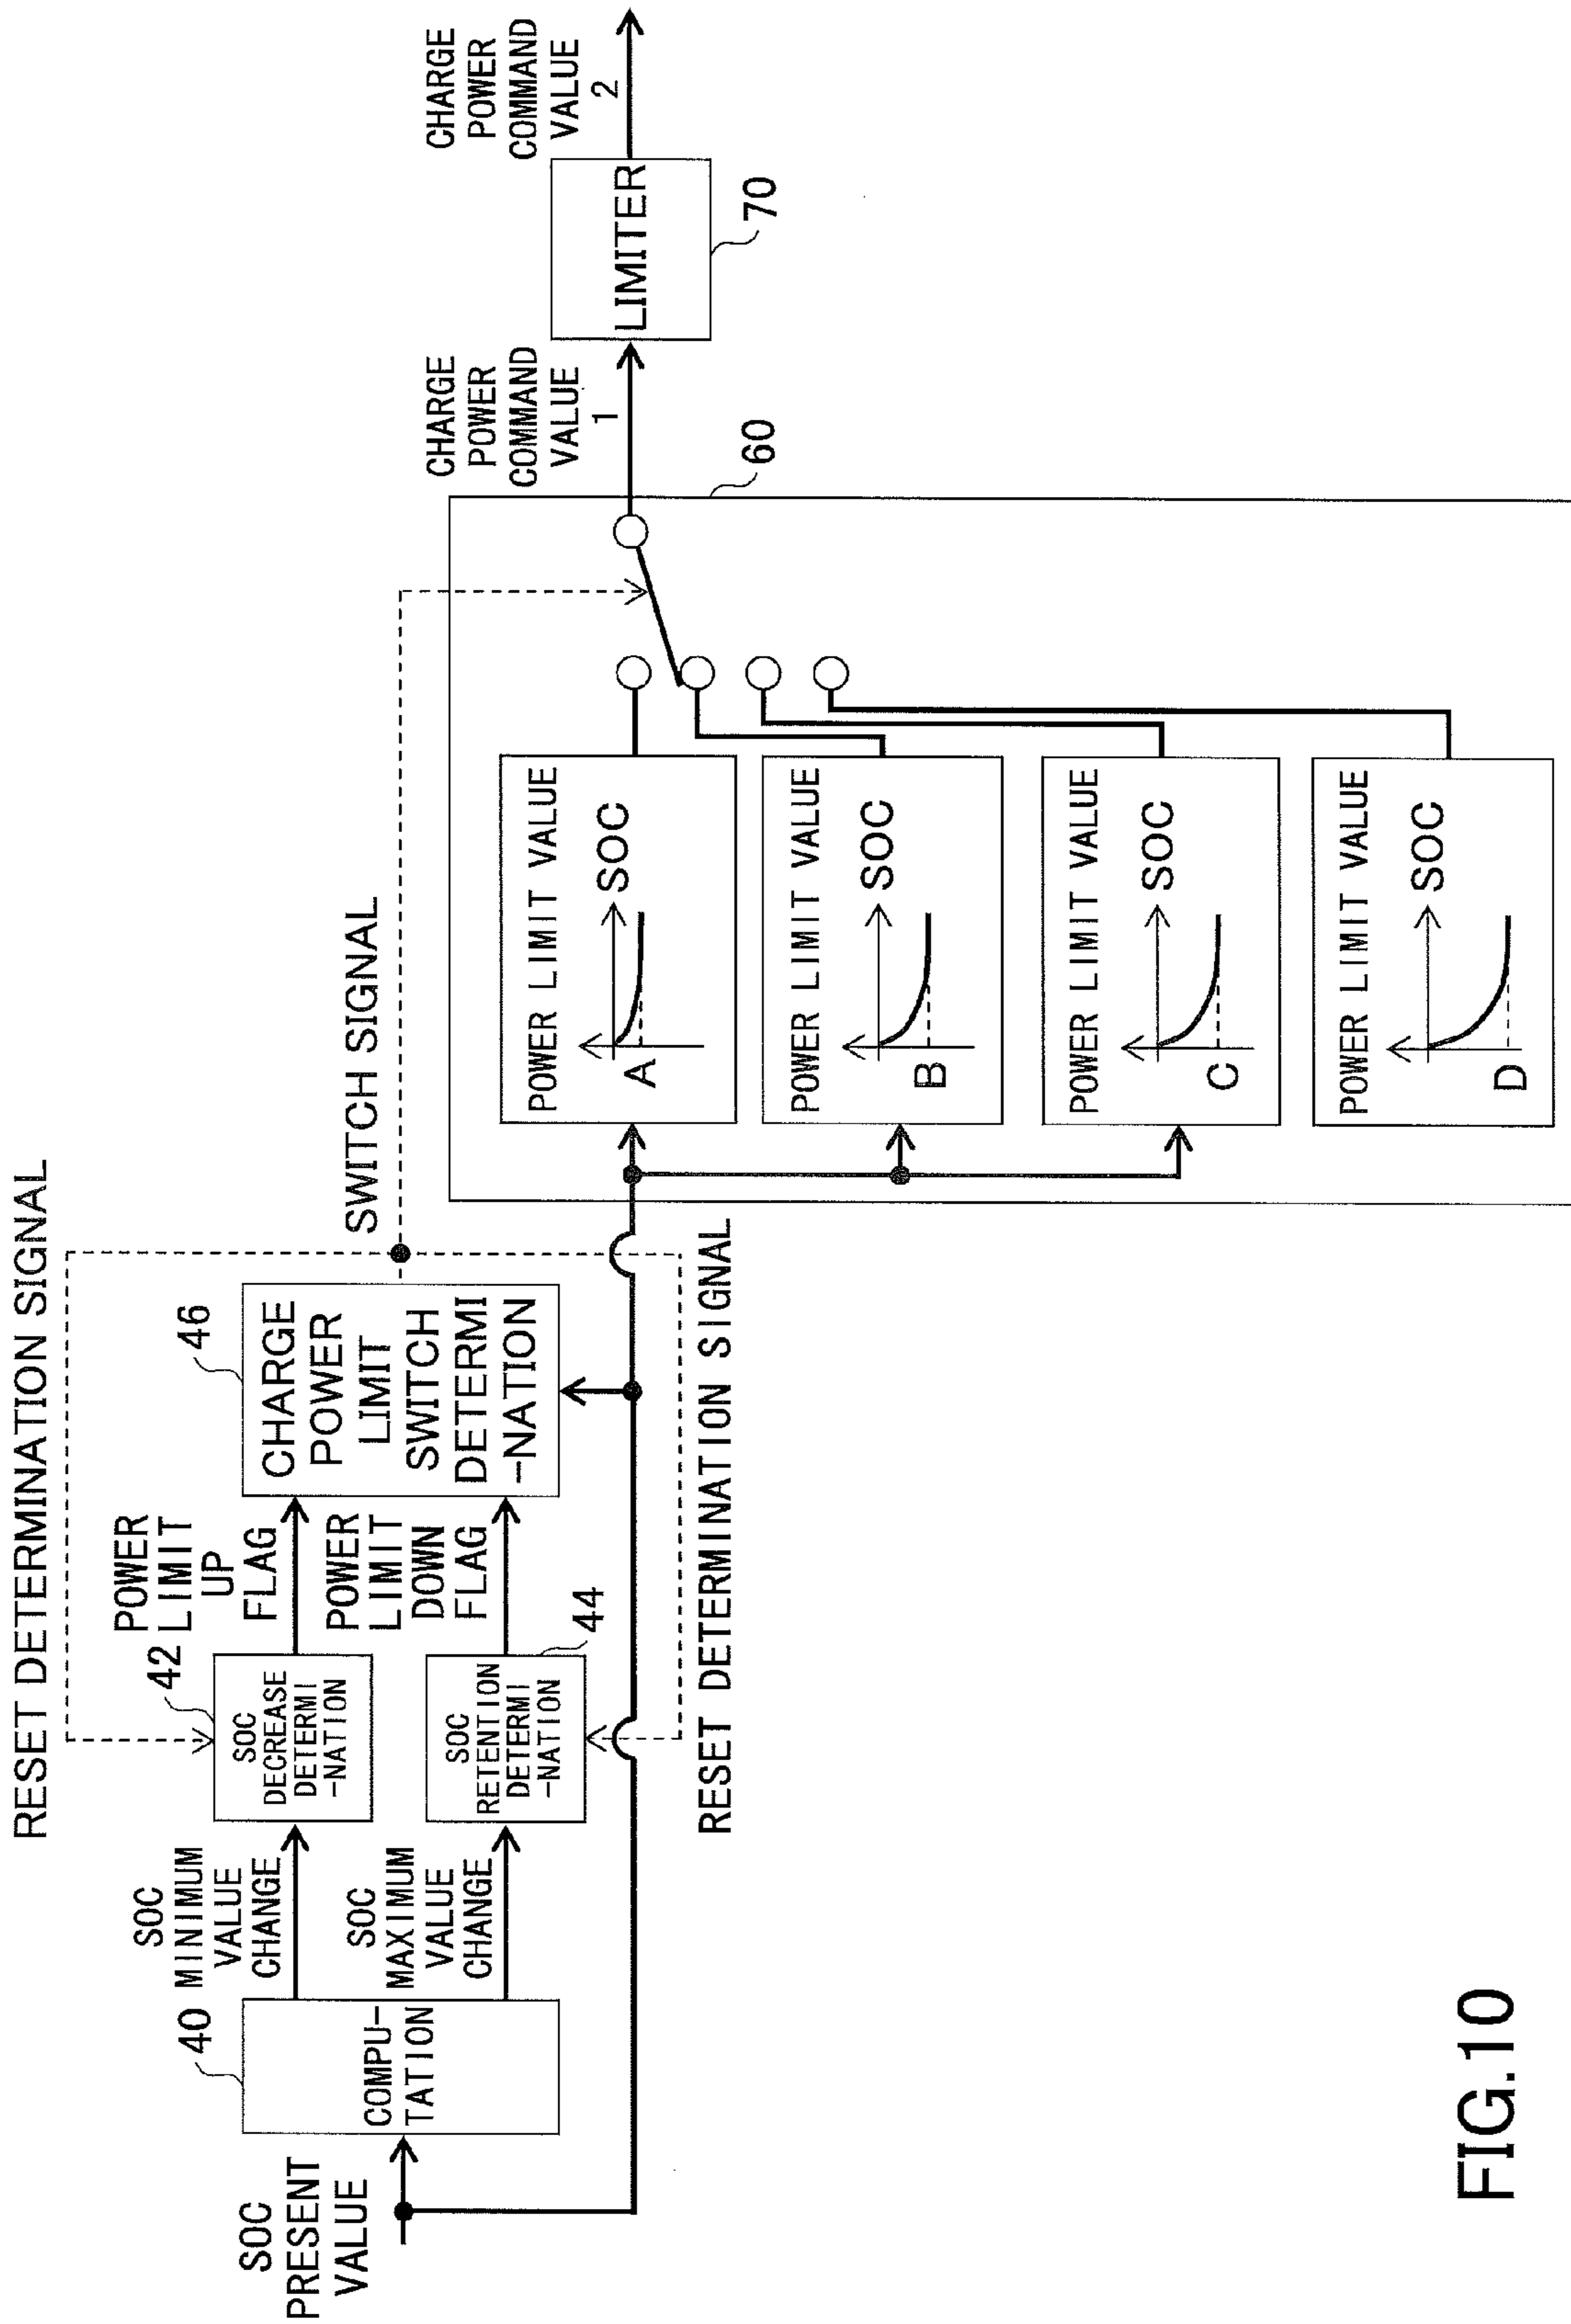 RESET DETERMINATION SIGNAL
SOC
PRESENT
VALUE
40
COMPU-
TATION
SOC
MINIMUM
VALUE
CHANGE
SOC
MAXIMUM
VALUE
CHANGE
42
SOC
DECREASE
DETERMI
-NATION
44
SOC
RETENTION
DETERMI
-NATION
POWER
LIMIT
UP
FLAG
POWER
LIMIT
DOWN
FLAG
46
CHARGE
POWER
LIMIT
SWITCH
DETERMI
-NATION
SWITCH SIGNAL
RESET DETERMINATION SIGNAL
60
POWER LIMIT VALUE
SOC
A
POWER LIMIT VALUE
SOC
B
POWER LIMIT VALUE
SOC
C
POWER LIMIT VALUE
SOC
D
CHARGE
POWER
COMMAND
VALUE
1
LIMITER
70
CHARGE
POWER
COMMAND
VALUE
2
FIG.10